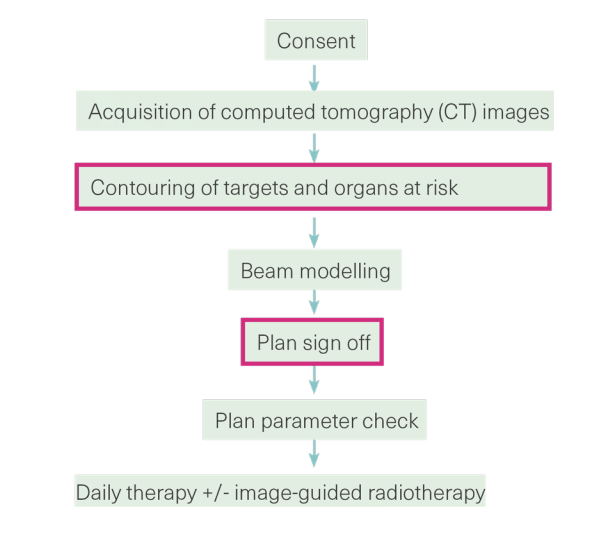 Consent
Acquisition of computed tomography (CT) images
Contouring of targets and organs at risk
Beam modelling
Plan sign off
Plan parameter check
Daily therapy +/- image-guided radiotherapy